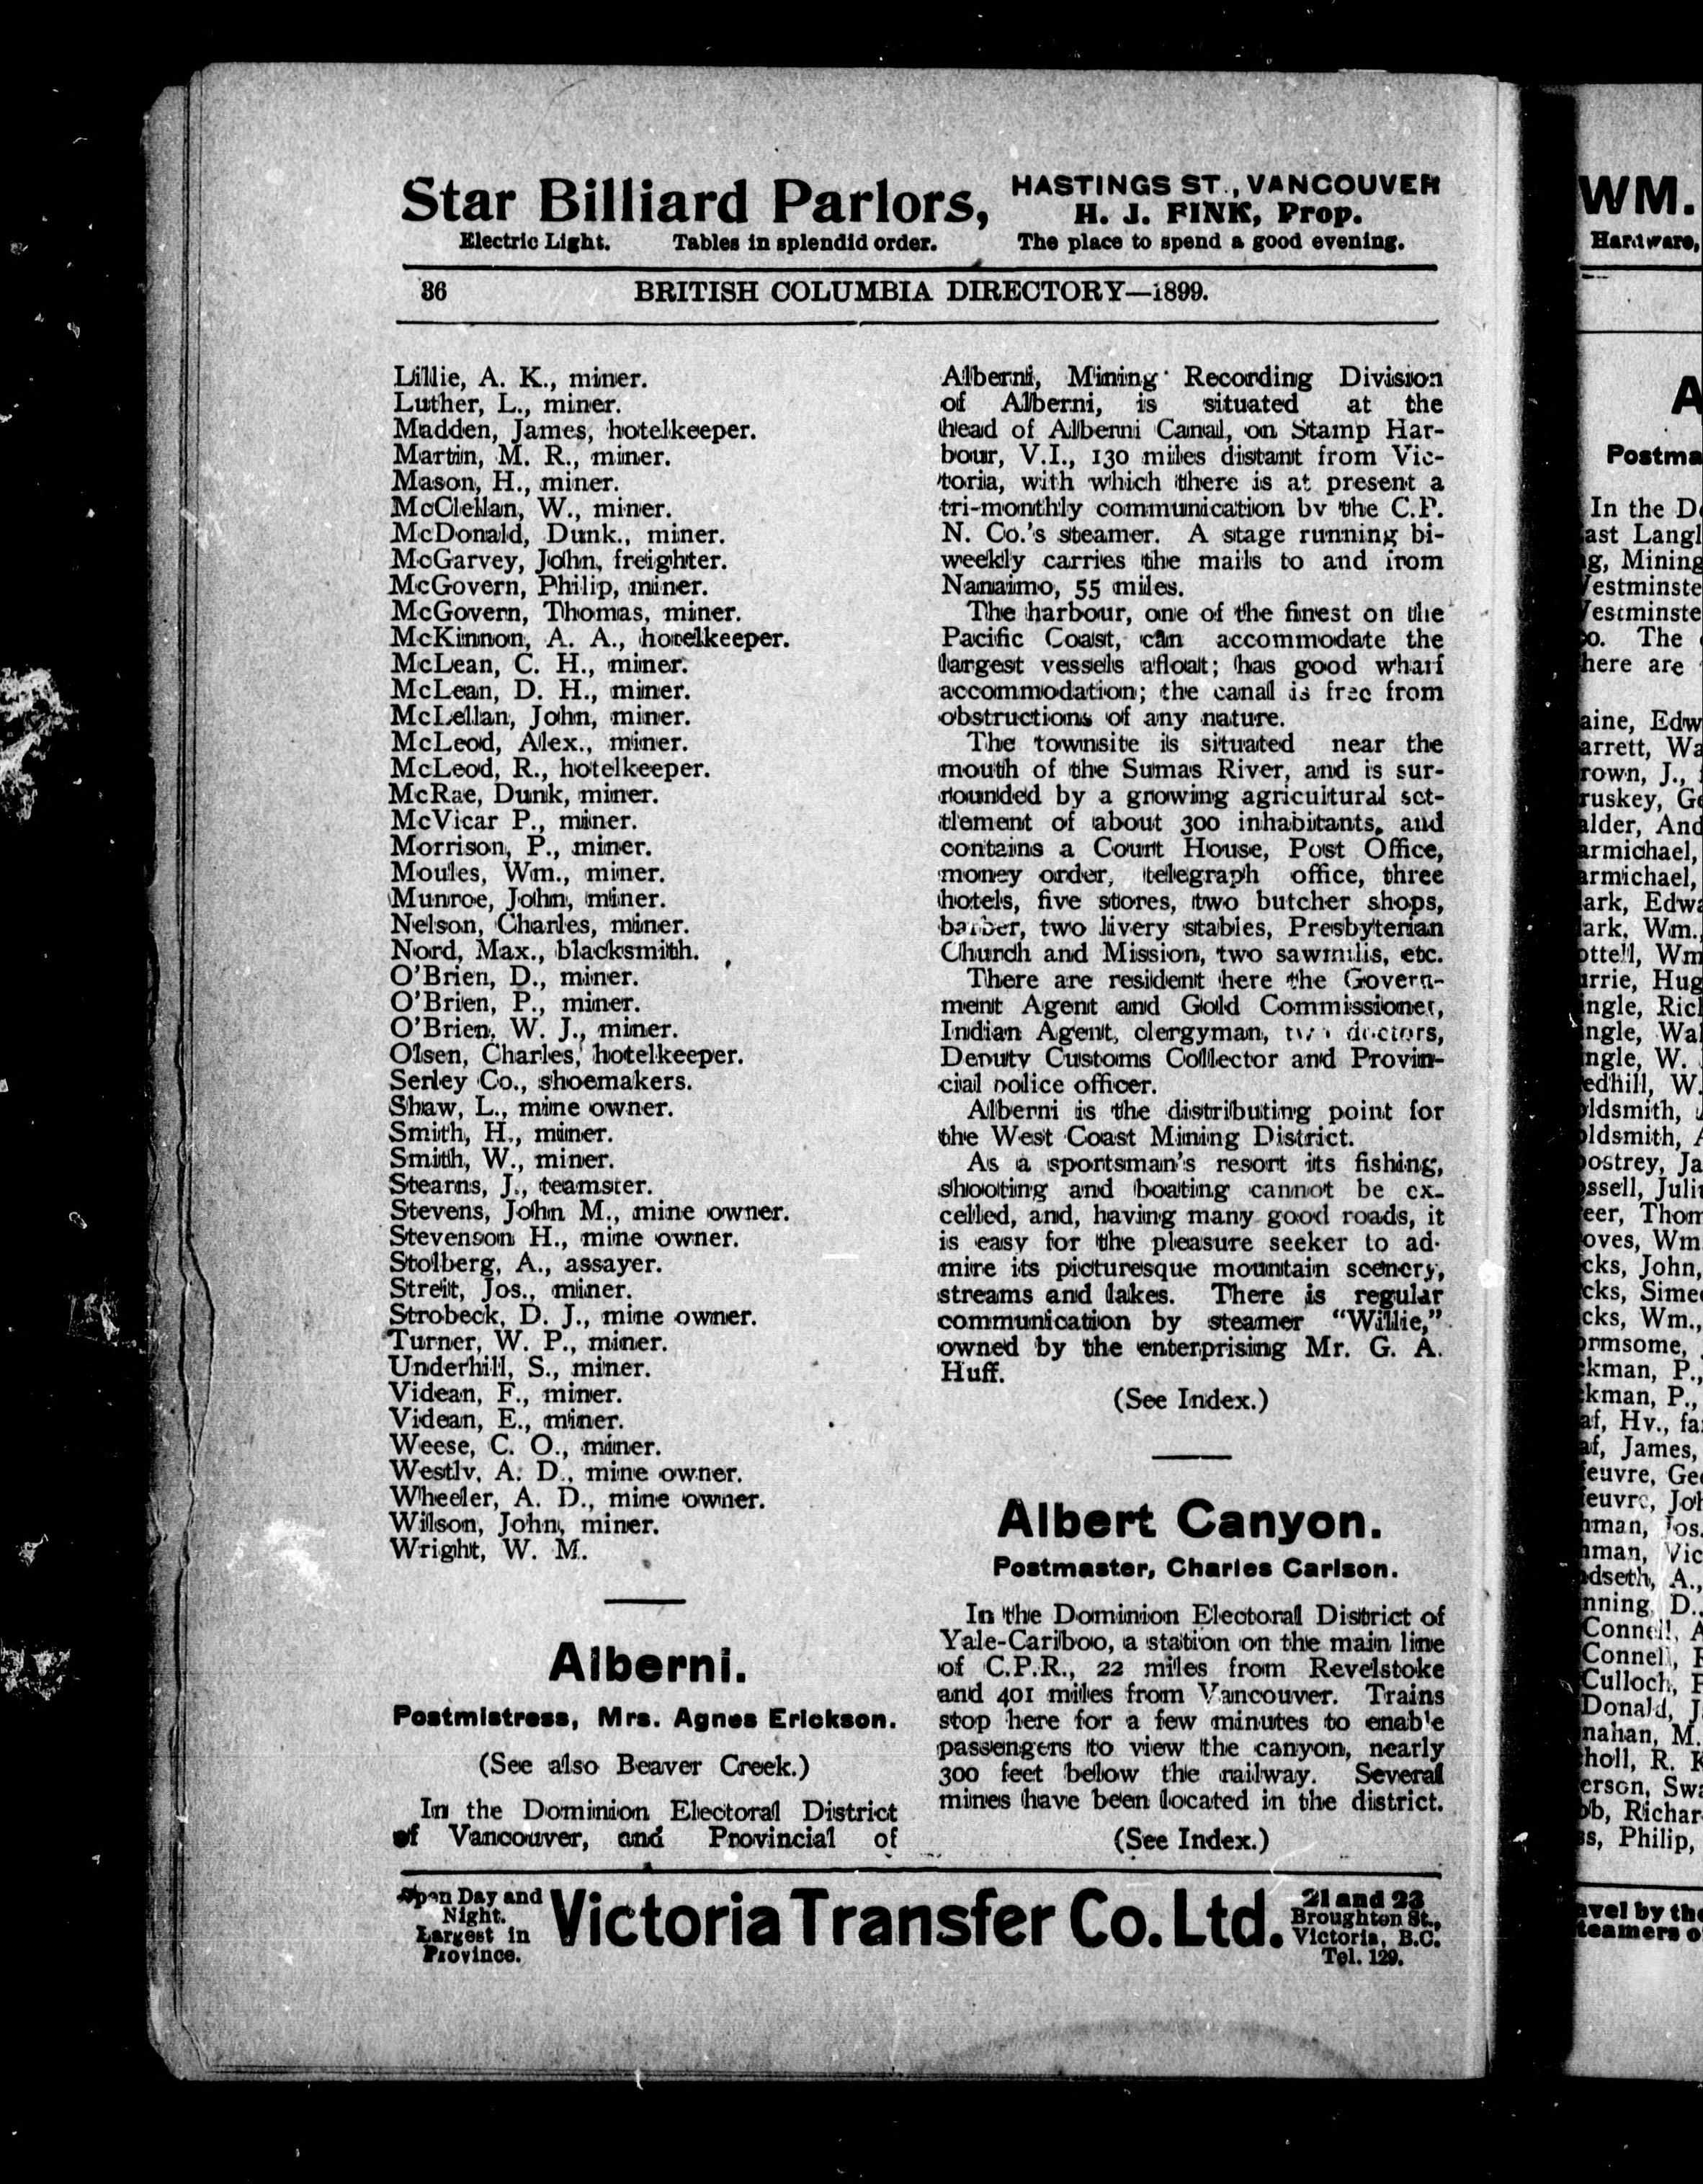 Star Billiard Parlors,
HASTINGS ST., VANCOUVER
H. J. FINK, Prop.
Electric Light. Tables in splendid order. The place to spend a good evening.
36 BRITISH COLUMBIA DIRECTORY—1899.
Lillie, A. K., miner.
Luther, L., miner.
Madden, James, hotelkeeper.
Martin, M. R., miner.
Mason, H., miner.
McClellan, W., miner.
McDonald, Dunk., miner.
McGarvey, John, freighter.
McGovern, Philip, miner.
McGovern, Thomas, miner.
McKinnon, A. A., hotelkeeper.
McLean, C. H., miner.
McLean, D. H., miner.
McLellan, John, miner.
McLeod, Alex., miner.
McLeod, R., hotelkeeper.
McRae, Dunk, miner.
McVicar P., miner.
Morrison, P., miner.
Moules, Wm., miner.
Munroe, John, miner.
Nelson, Charles, miner.
Nord, Max., blacksmith.
O'Brien, D., miner.
O'Brien, P., miner.
O'Brien, W. J., miner.
Olsen, Charles, hotelkeeper.
Serley Co., shoemakers.
Shaw, L., mine owner.
Smith, H., miner.
Smith, W., miner.
Stearns, J., teamster.
Stevens, John M., mine owner.
Stevenson H., mine owner.
Stolberg, A., assayer.
Streit, Jos., miner.
Strobeck, D. J., mine owner.
Turner, W. P., miner.
Underhill, S., miner.
Videan, F., miner.
Videan, E., miner.
Weese, C. O., miner.
Westly, A. D., mine owner.
Wheeler, A. D., mine owner.
Wilson, John, miner.
Wright, W. M.
Alberni.
Postmistress, Mrs. Agnes Erickson.
(See also Beaver Creek.)
In the Dominion Electoral District
of Vancouver, and Provincial of
Alberni, Mining Recording Division
of Alberni, is situated at the
head of Alberni Canal, on Stamp Har-
bour, V.I., 130 miles distant from Vic-
toria, with which there is at present a
tri-monthly communication by the C.P.
N. Co.'s steamer. A stage running bi-
weekly carries the mails to and from
Nanaimo, 55 miles.
The harbour, one of the finest on the
Pacific Coast, can accommodate the
largest vessels afloat; has good wharf
accommodation; the canal is free from
obstructions of any nature.
The townsite is situated near the
mouth of the Sumas River, and is sur-
rounded by a growing agricultural set-
tlement of about 300 inhabitants, and
contains a Court House, Post Office,
money order, telegraph office, three
hotels, five stores, two butcher shops,
barber, two livery stables, Presbyterian
Church and Mission, two sawmills, etc.
There are resident here the Govern-
ment Agent and Gold Commissioner,
Indian Agent, clergyman, two doctors,
Deputy Customs Collector and Provin-
cial police officer.
Alberni is the distributing point for
the West Coast Mining District.
As a sportsman's resort its fishing,
shooting and boating cannot be ex-
celled, and, having many good roads, it
is easy for the pleasure seeker to ad-
mire its picturesque mountain scenery,
streams and lakes. There is regular
communication by steamer "Willie,"
owned by the enterprising Mr. G. A.
Huff.
(See Index.)
Albert Canyon.
Postmaster, Charles Carlson.
In the Dominion Electoral District of
Yale-Cariboo, a station on the main line
of C.P.R., 22 miles from Revelstoke
and 401 miles from Vancouver. Trains
stop here for a few minutes to enable
passengers to view the canyon, nearly
300 feet below the railway. Several
mines have been located in the district.
(See Index.)
Open Day and
Night.
Largest in
Province.
Victoria Transfer Co. Ltd.
21 and 23
Broughton St.,
Victoria, B.C.
Tel. 129.
WM.
Hardware,